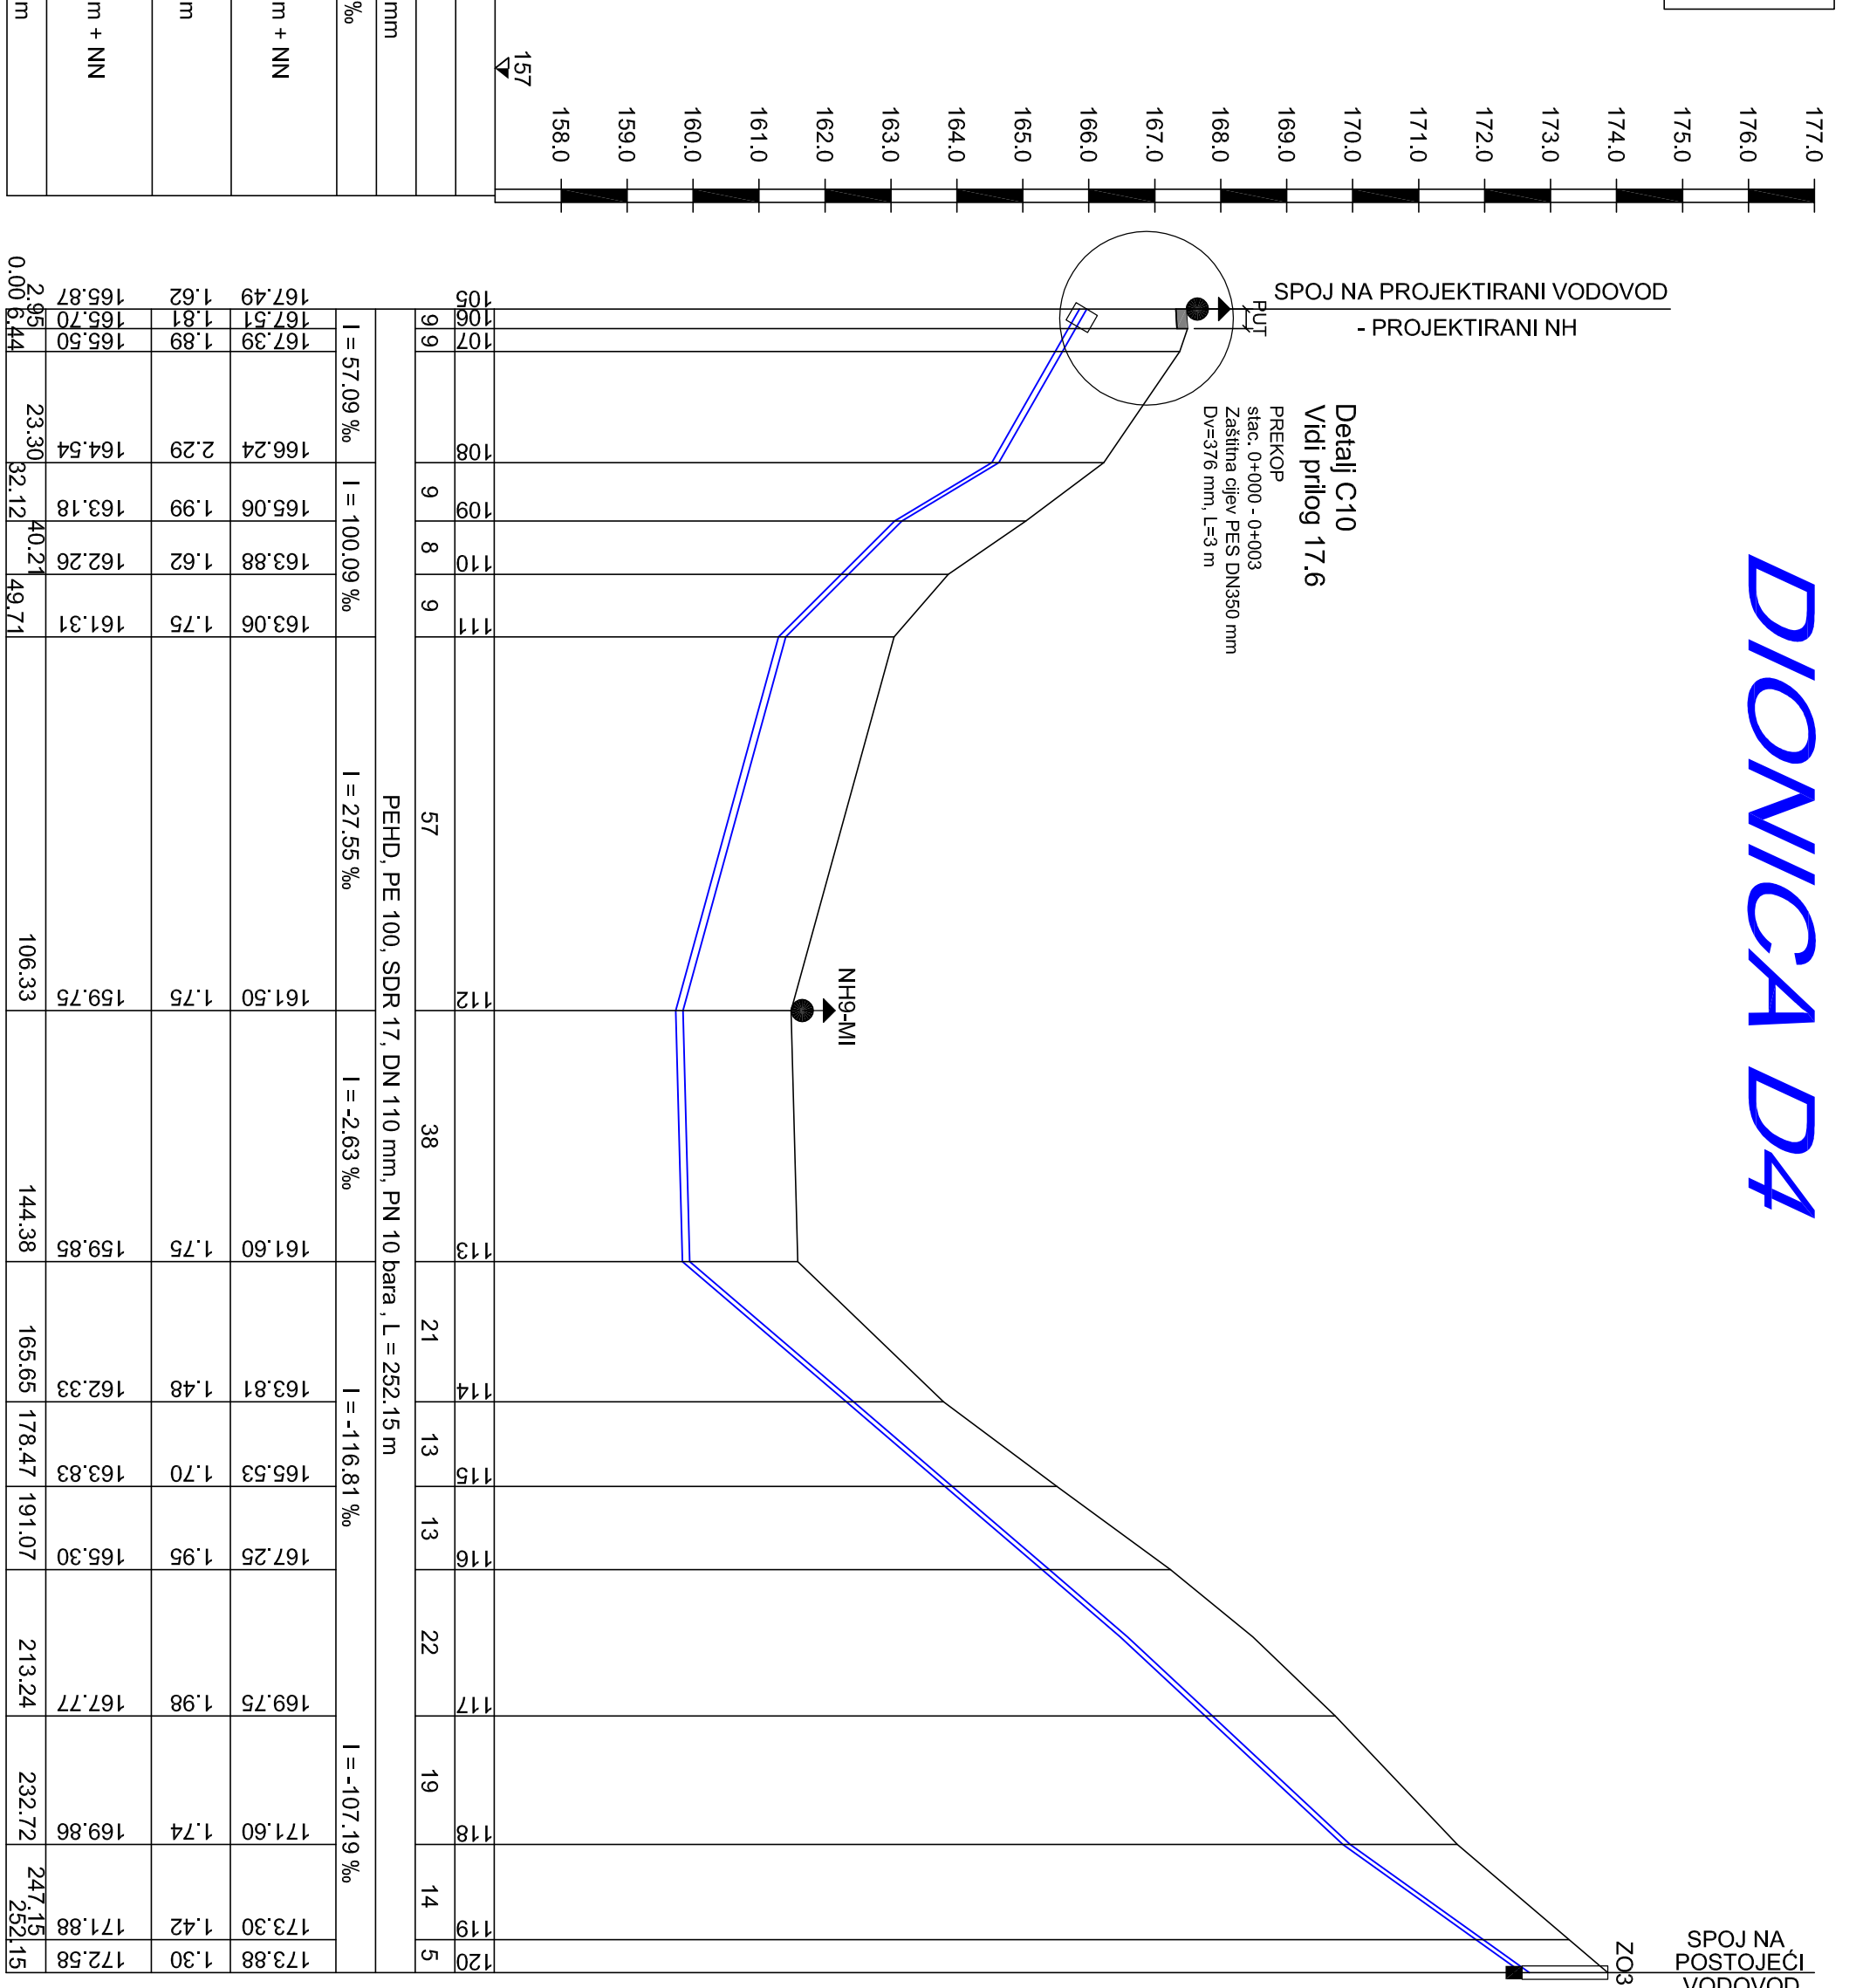 DIONICA D4
177.0
176.0
175.0
174.0
173.0
172.0
171.0
170.0
169.0
168.0
167.0
166.0
165.0
164.0
163.0
162.0
161.0
160.0
159.0
158.0
157
SPOJ NA PROJEKTIRANI VODOVOD
- PROJEKTIRANI NH
PUT
Detalj C10
Vidi prilog 17.6
PREKOP
stac. 0+000 - 0+003
Zaštitna cijev PES DN350 mm
Dv=376 mm, L=3 m
NH9-MI
ZO3
SPOJ NA
POSTOJEĆI
VODOVOD
105 106 107 108 109 110 111 112 113 114 115 116 117 118 119 120
9 9 9 8 9 57 38 21 13 13 22 19 14 5
mm
PEHD, PE 100, SDR 17, DN 110 mm, PN 10 bara , L = 252.15 m
‰
I = 57.09 ‰ I = 100.09 ‰ I = 27.55 ‰ I = -2.63 ‰ I = -116.81 ‰ I = -107.19 ‰
m + NN
167.49 167.51 167.39 166.24 165.06 163.88 163.06 161.50 161.60 163.81 165.53 167.25 169.75 171.60 173.30 173.88
m
1.62 1.81 1.89 2.29 1.99 1.62 1.75 1.75 1.75 1.48 1.70 1.95 1.98 1.74 1.42 1.30
m + NN
165.87 165.70 165.50 164.54 163.18 162.26 161.31 159.75 159.85 162.33 163.83 165.30 167.77 169.86 171.88 172.58
m
0.00 2.95 6.44 23.30 32.12 40.21 49.71 106.33 144.38 165.65 178.47 191.07 213.24 232.72 247.15 252.15